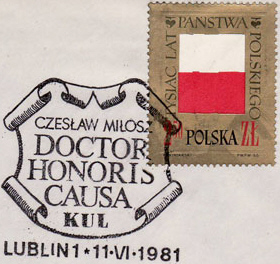 TYSIĄC LAT PAŃSTWA POLSKIEGO
POLSKA ZŁ
CZESŁAW MIŁOSZ
DOCTOR
HONORIS
CAUSA
KUL
LUBLIN 1 • 11-VI-1981